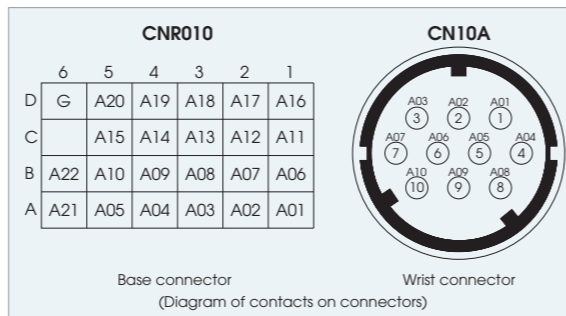 CNR010 CN10A
6 5 4 3 2 1
D G A20 A19 A18 A17 A16
C A15 A14 A13 A12 A11
B A22 A10 A09 A08 A07 A06
A A21 A05 A04 A03 A02 A01
A03 A02 A01
3 2 1
A07 A06 A05 A04
7 6 5 4
A10 A09 A08
10 9 8
Base connector Wrist connector
(Diagram of contacts on connectors)